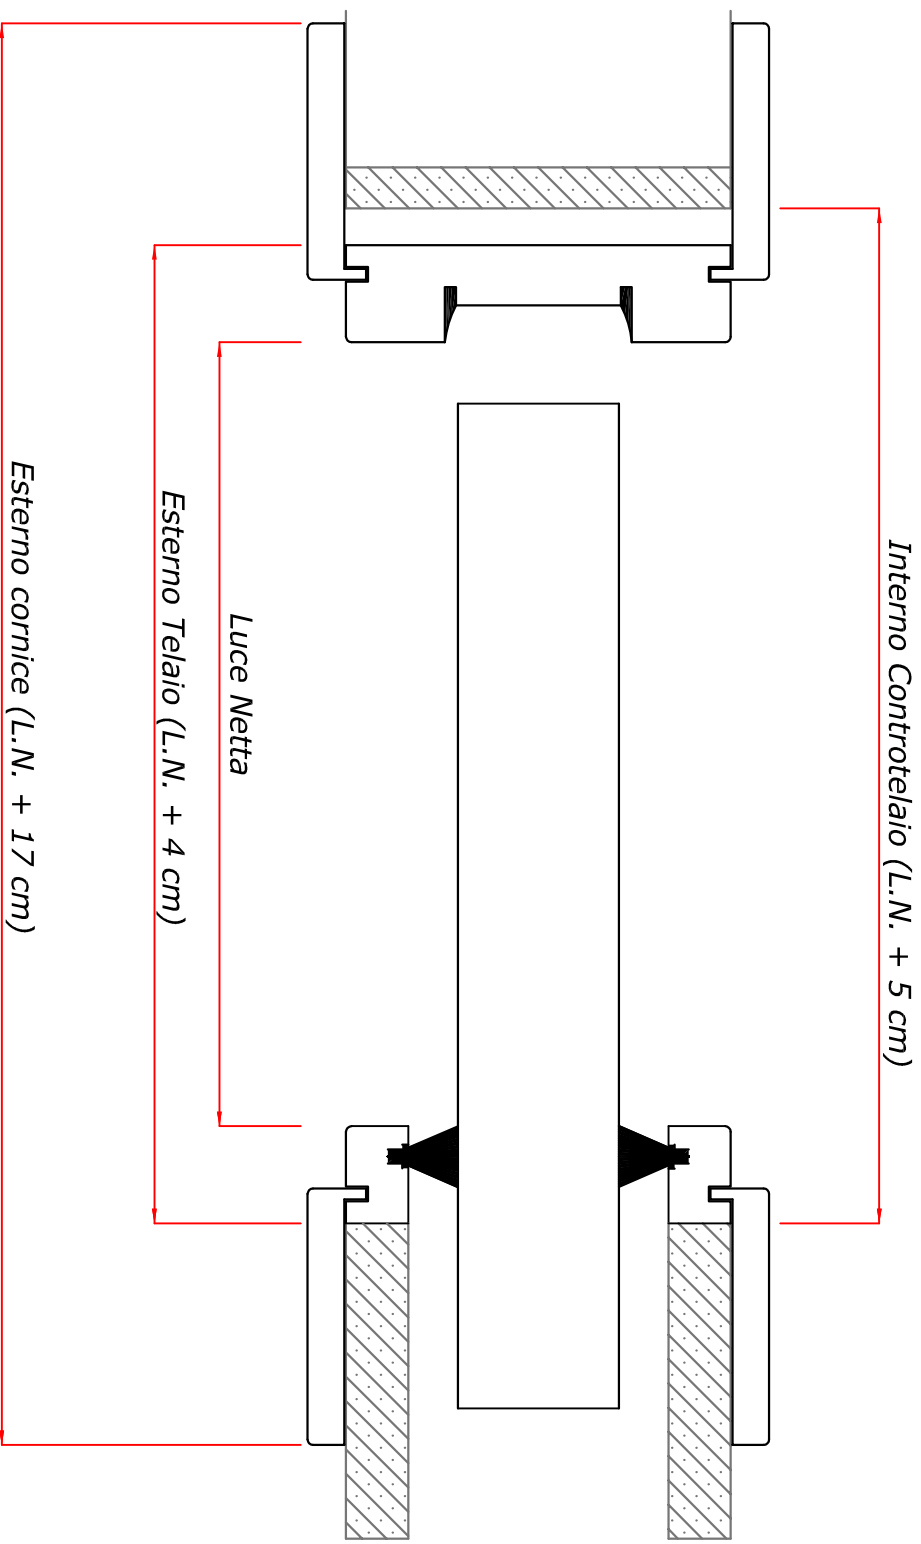 Interno Controtelaio (L.N. + 5 cm)
Luce Netta
Esterno Telaio (L.N. + 4 cm)
Esterno cornice (L.N. + 17 cm)